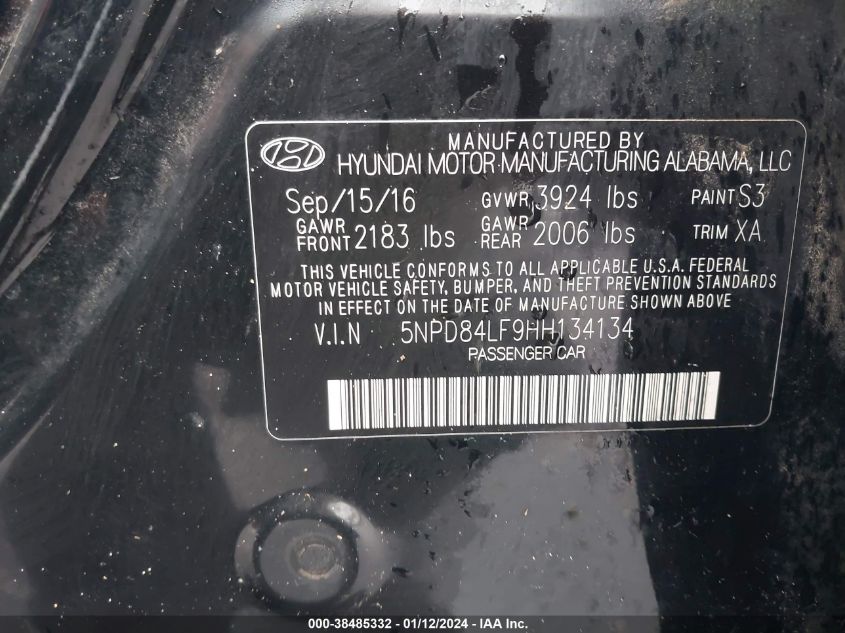 MANUFACTURED BY
HYUNDAI MOTOR MANUFACTURING ALABAMA, LLC
Sep/15/16 GVWR 3924 lbs PAINT S3
GAWR FRONT 2183 lbs GAWR REAR 2006 lbs TRIM XA
THIS VEHICLE CONFORMS TO ALL APPLICABLE U.S.A. FEDERAL
MOTOR VEHICLE SAFETY, BUMPER, AND THEFT PREVENTION STANDARDS
IN EFFECT ON THE DATE OF MANUFACTURE SHOWN ABOVE
V.I.N 5NPD84LF9HH134134
PASSENGER CAR
000-38485332 - 01/12/2024 - IAA Inc.